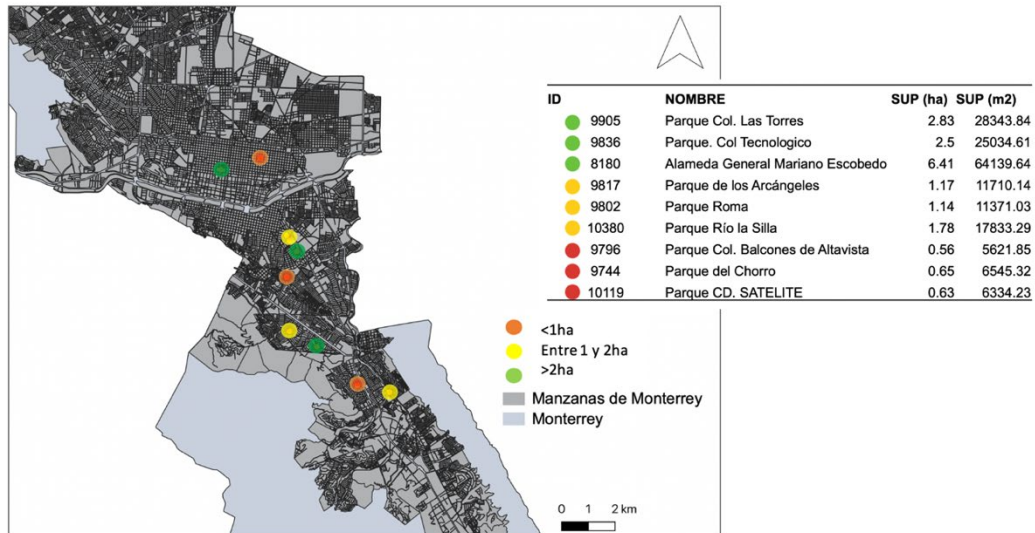 ID NOMBRE SUP (ha) SUP (m2)
9905 Parque Col. Las Torres 2.83 28343.84
9836 Parque. Col Tecnologico 2.5 25034.61
8180 Alameda General Mariano Escobedo 6.41 64139.64
9817 Parque de los Arcángeles 1.17 11710.14
9802 Parque Roma 1.14 11371.03
10380 Parque Río la Silla 1.78 17833.29
9796 Parque Col. Balcones de Altavista 0.56 5621.85
9744 Parque del Chorro 0.65 6545.32
10119 Parque CD. SATELITE 0.63 6334.23
<1ha
Entre 1 y 2ha
>2ha
Manzanas de Monterrey
Monterrey
0 1 2 km